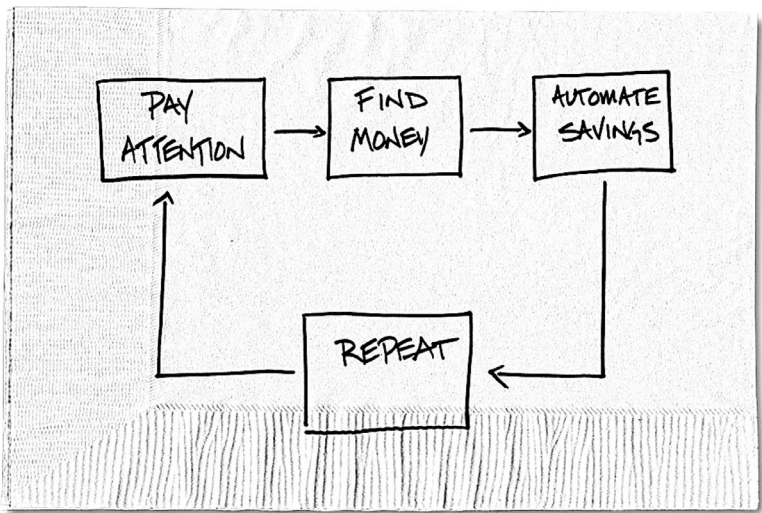 PAY
ATTENTION
FIND
MONEY
AUTOMATE
SAVINGS
REPEAT